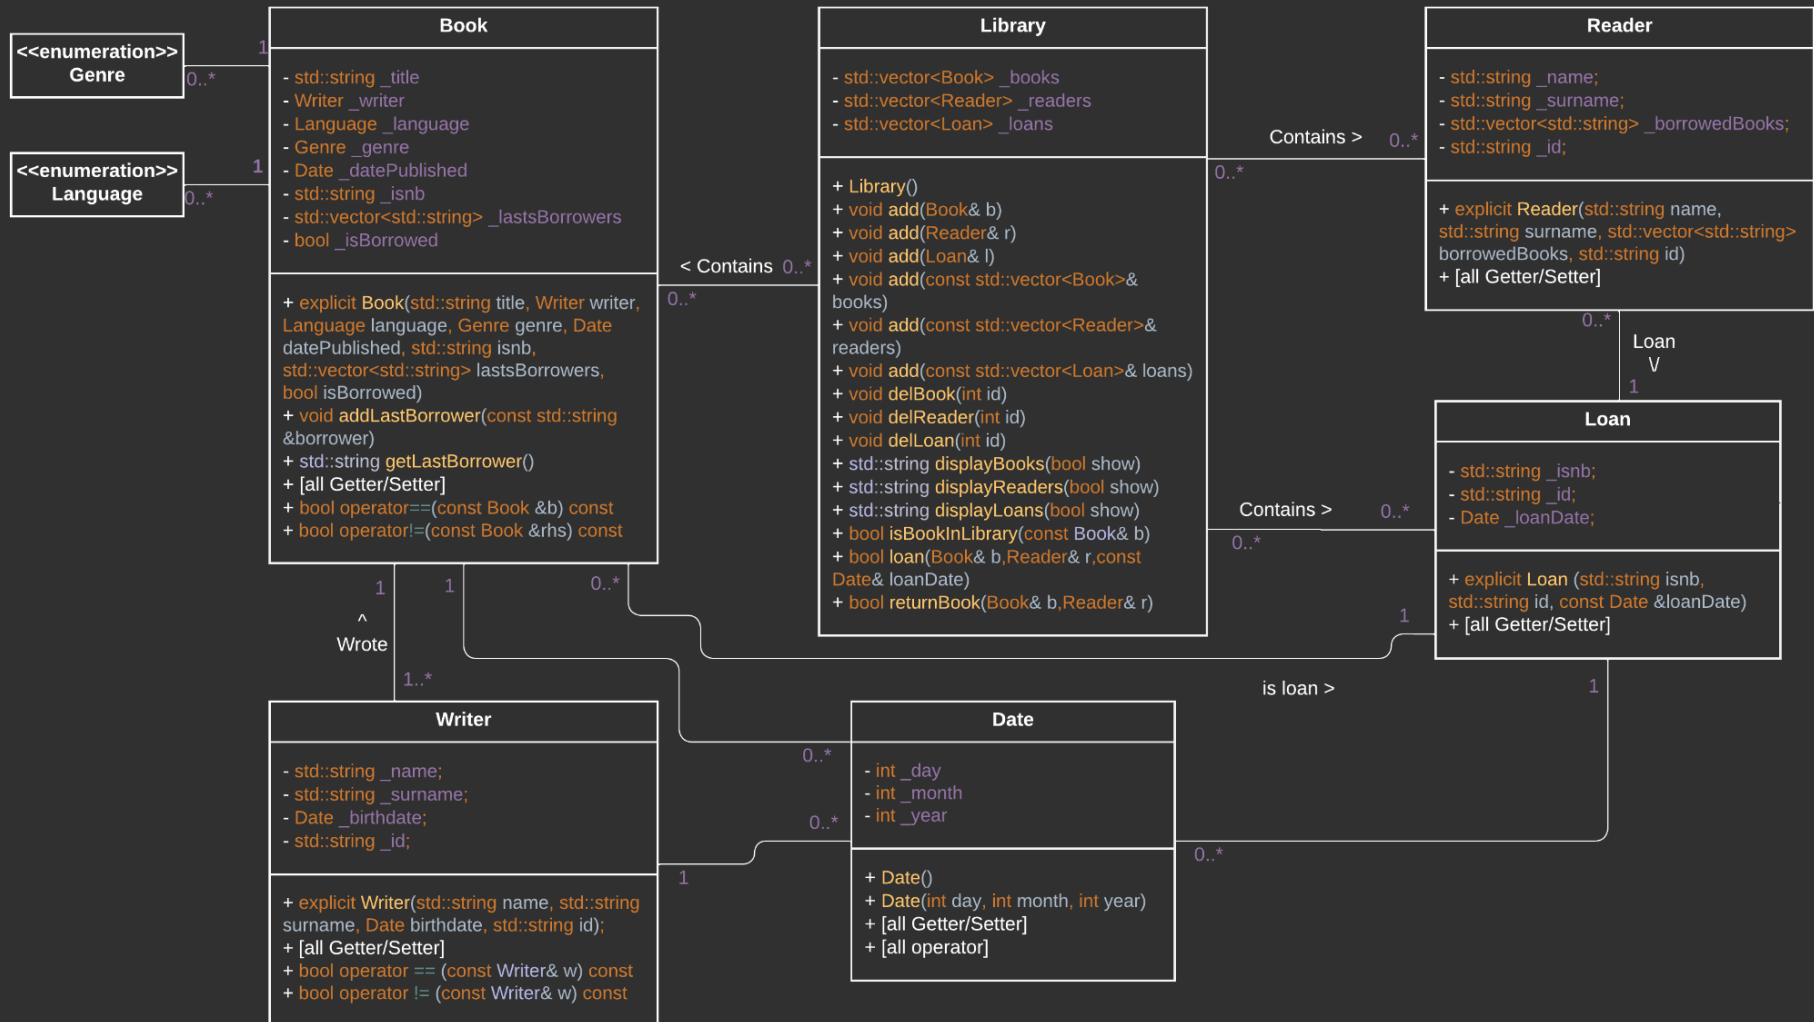 <<enumeration>>
Genre
1
0..*
<<enumeration>>
Language
1
0..*
Book
- std::string _title
- Writer _writer
- Language _language
- Genre _genre
- Date _datePublished
- std::string _isnb
- std::vector<std::string> _lastsBorrowers
- bool _isBorrowed
+ explicit Book(std::string title, Writer writer,
Language language, Genre genre, Date
datePublished, std::string isnb,
std::vector<std::string> lastsBorrowers,
bool isBorrowed)
+ void addLastBorrower(const std::string
&borrower)
+ std::string getLastBorrower()
+ [all Getter/Setter]
+ bool operator==(const Book &b) const
+ bool operator!=(const Book &rhs) const
< Contains 0..*
0..*
Library
- std::vector<Book> _books
- std::vector<Reader> _readers
- std::vector<Loan> _loans
+ Library()
+ void add(Book& b)
+ void add(Reader& r)
+ void add(Loan& l)
+ void add(const std::vector<Book>&
books)
+ void add(const std::vector<Reader>&
readers)
+ void add(const std::vector<Loan>& loans)
+ void delBook(int id)
+ void delReader(int id)
+ void delLoan(int id)
+ std::string displayBooks(bool show)
+ std::string displayReaders(bool show)
+ std::string displayLoans(bool show)
+ bool isBookInLibrary(const Book& b)
+ bool loan(Book& b,Reader& r,const
Date& loanDate)
+ bool returnBook(Book& b,Reader& r)
Contains > 0..*
0..*
Reader
- std::string _name;
- std::string _surname;
- std::vector<std::string> _borrowedBooks;
- std::string _id;
+ explicit Reader(std::string name,
std::string surname, std::vector<std::string>
borrowedBooks, std::string id)
+ [all Getter/Setter]
0..*
Loan
\/
1
Contains > 0..*
0..*
Loan
- std::string _isnb;
- std::string _id;
- Date _loanDate;
+ explicit Loan (std::string isnb,
std::string id, const Date &loanDate)
+ [all Getter/Setter]
1
1
0..*
1
is loan >
1
^
Wrote
1..*
1
0..*
Writer
- std::string _name;
- std::string _surname;
- Date _birthdate;
- std::string _id;
+ explicit Writer(std::string name, std::string
surname, Date birthdate, std::string id);
+ [all Getter/Setter]
+ bool operator == (const Writer& w) const
+ bool operator != (const Writer& w) const
0..*
Date
- int _day
- int _month
- int _year
+ Date()
+ Date(int day, int month, int year)
+ [all Getter/Setter]
+ [all operator]
0..*